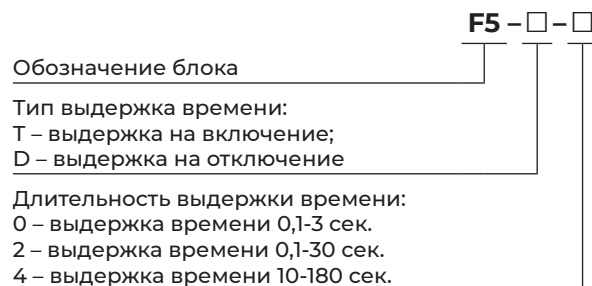 F5 – □ – □
Обозначение блока
Тип выдержка времени:
T – выдержка на включение;
D – выдержка на отключение
Длительность выдержки времени:
0 – выдержка времени 0,1-3 сек.
2 – выдержка времени 0,1-30 сек.
4 – выдержка времени 10-180 сек.